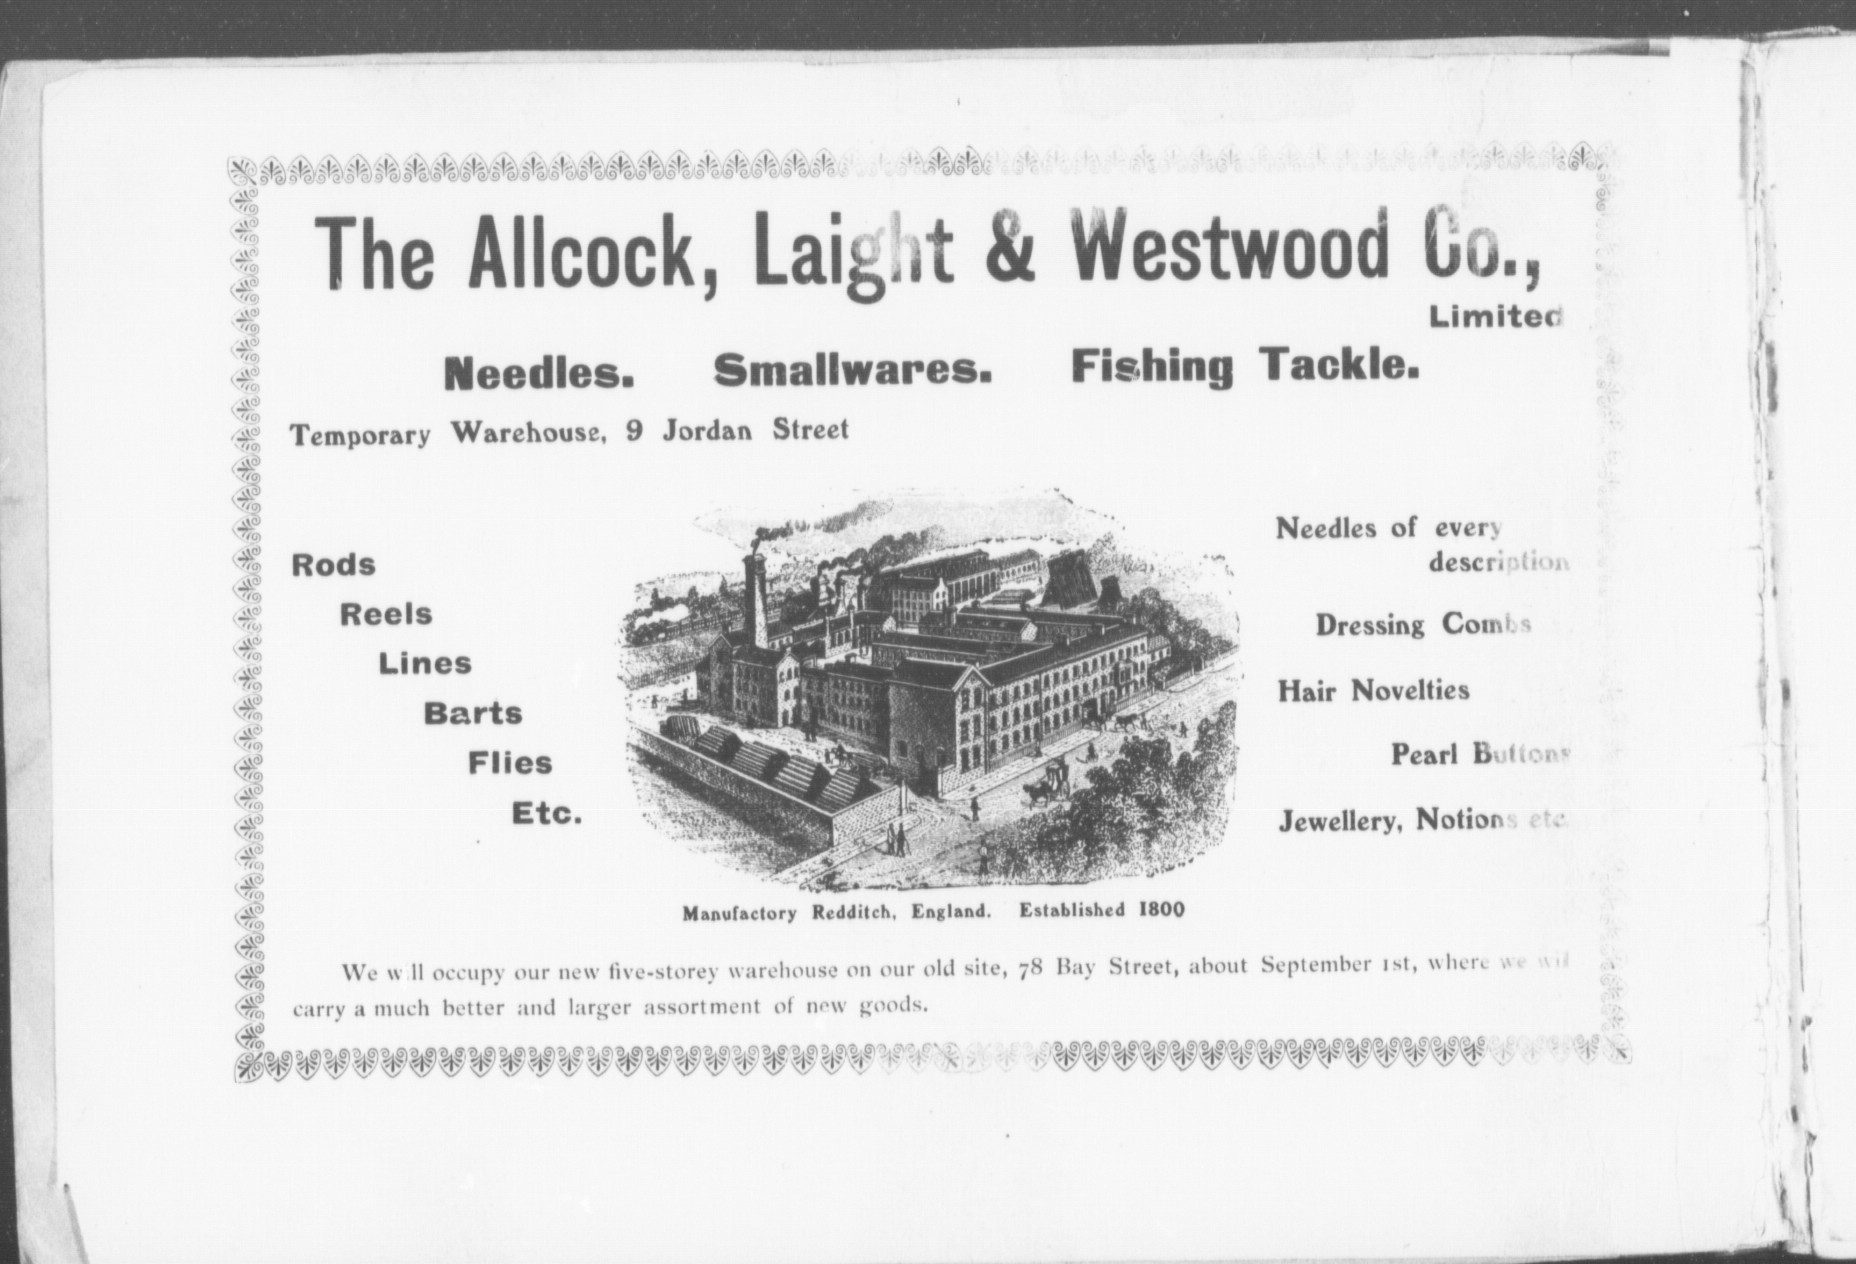 The Allcock, Laight & Westwood Co.,
Limited
Needles. Smallwares. Fishing Tackle.
Temporary Warehouse, 9 Jordan Street
Rods
Reels
Lines
Barts
Flies
Etc.
Needles of every
description
Dressing Combs
Hair Novelties
Pearl Buttons
Jewellery, Notions etc
Manufactory Redditch, England. Established 1800
We will occupy our new five-storey warehouse on our old site, 78 Bay Street, about September 1st, where we will
carry a much better and larger assortment of new goods.